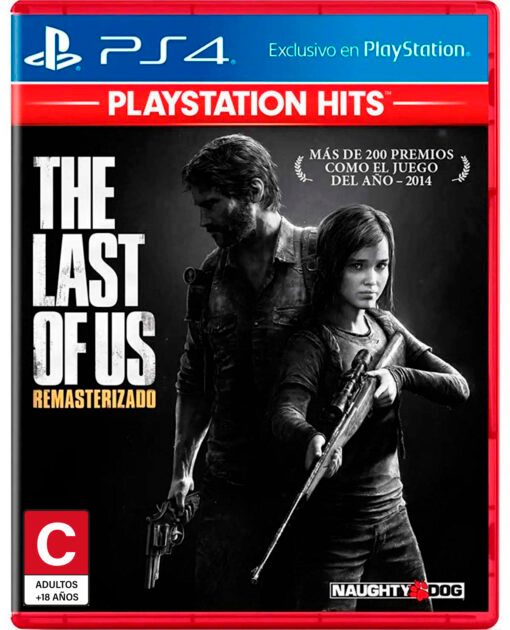 PS4
Exclusivo en PlayStation®
PLAYSTATION HITS™
MÁS DE 200 PREMIOS
COMO EL JUEGO
DEL AÑO – 2014
THE
LAST
OF US
REMASTERIZADO
C
ADULTOS
+18 AÑOS
NAUGHTY DOG